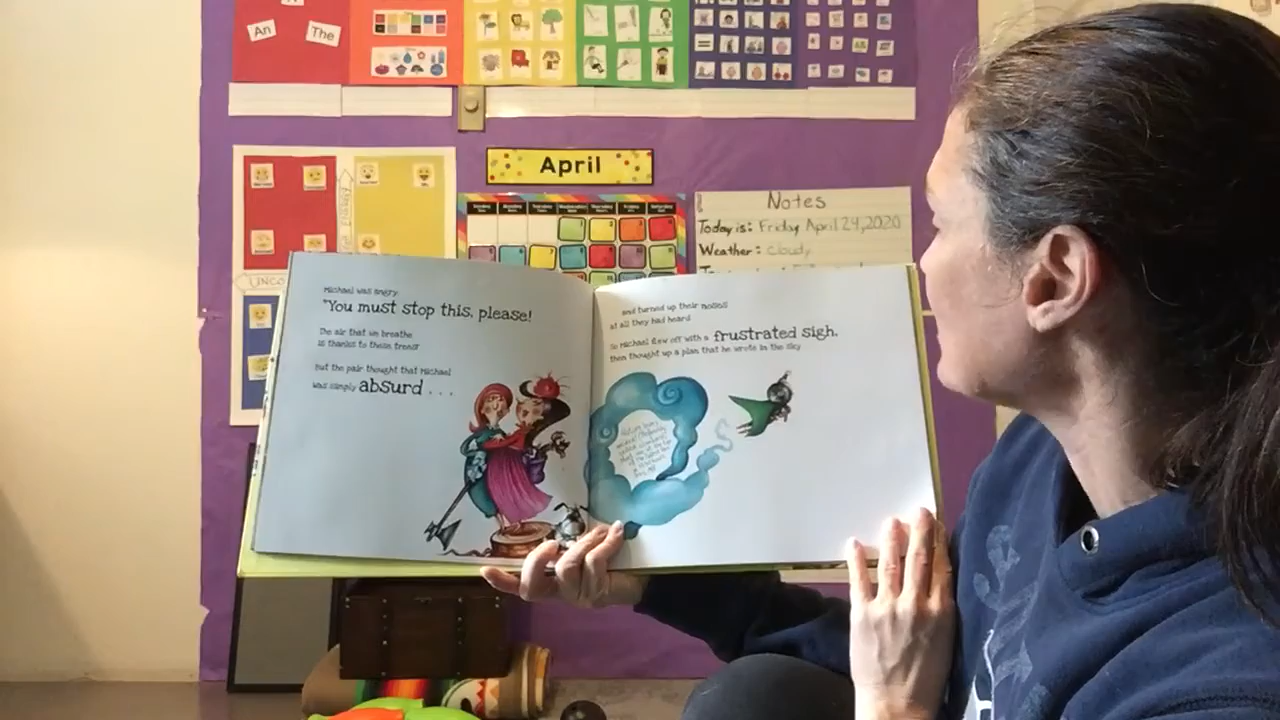 An
The
April
Notes
Today is: Friday April 24, 2020
Weather: Cloudy
UNCO
Michael was angry.
"You must stop this, please!
The air that we breathe
is thanks to these trees!"
But the pair thought that Michael
was simply absurd . . .
and turned up their noses
at all they had heard.
So Michael flew off with a frustrated sigh,
then thought up a plan that he wrote in the sky